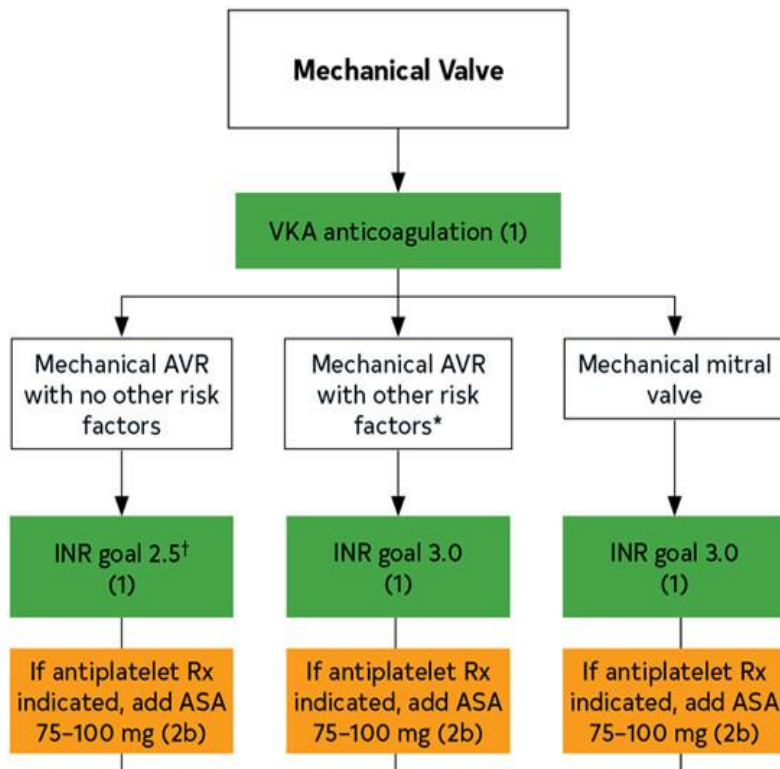 Mechanical Valve
VKA anticoagulation (1)
Mechanical AVR
with no other risk
factors
Mechanical AVR
with other risk
factors*
Mechanical mitral
valve
INR goal 2.5†
(1)
INR goal 3.0
(1)
INR goal 3.0
(1)
If antiplatelet Rx
indicated, add ASA
75–100 mg (2b)
If antiplatelet Rx
indicated, add ASA
75–100 mg (2b)
If antiplatelet Rx
indicated, add ASA
75–100 mg (2b)